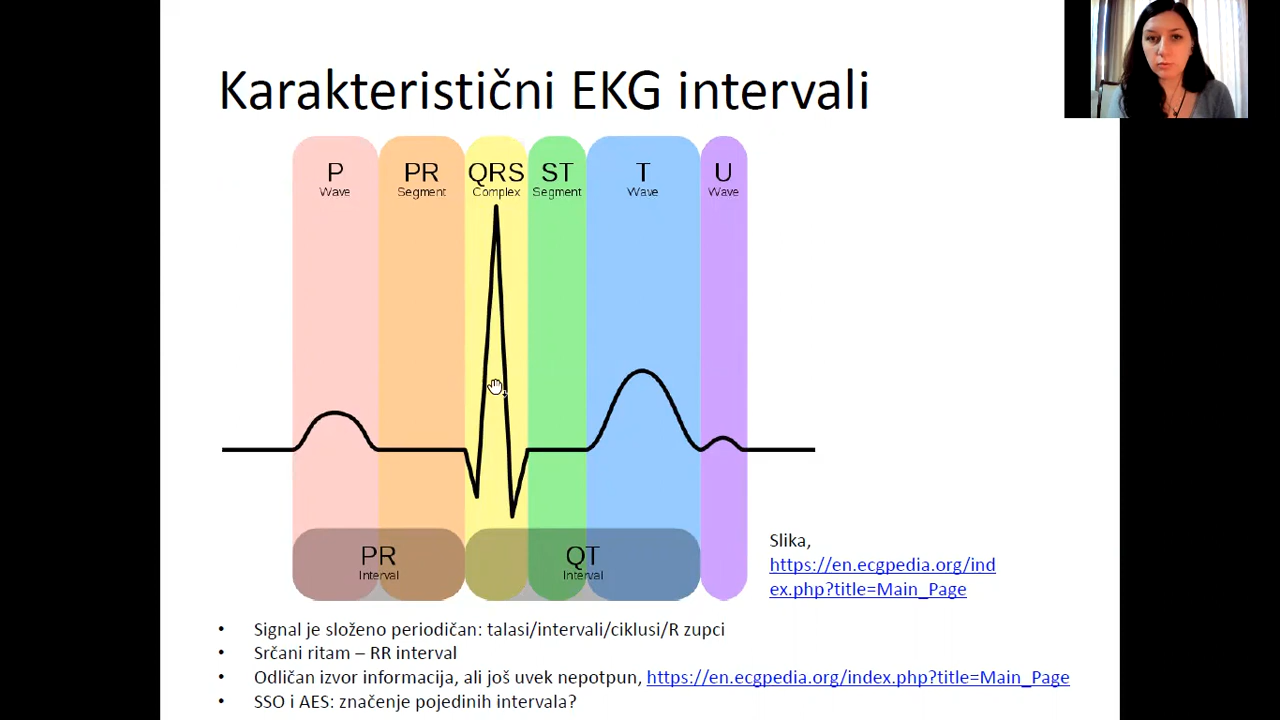 Karakteristični EKG intervali
P PR QRS ST T U
Wave Segment Complex Segment Wave Wave
PR QT
Interval Interval
Slika,
https://en.ecgpedia.org/ind
ex.php?title=Main_Page
• Signal je složeno periodičan: talasi/intervali/ciklusi/R zupci
• Srčani ritam – RR interval
• Odličan izvor informacija, ali još uvek nepotpun, https://en.ecgpedia.org/index.php?title=Main_Page
• SSO i AES: značenje pojedinih intervala?